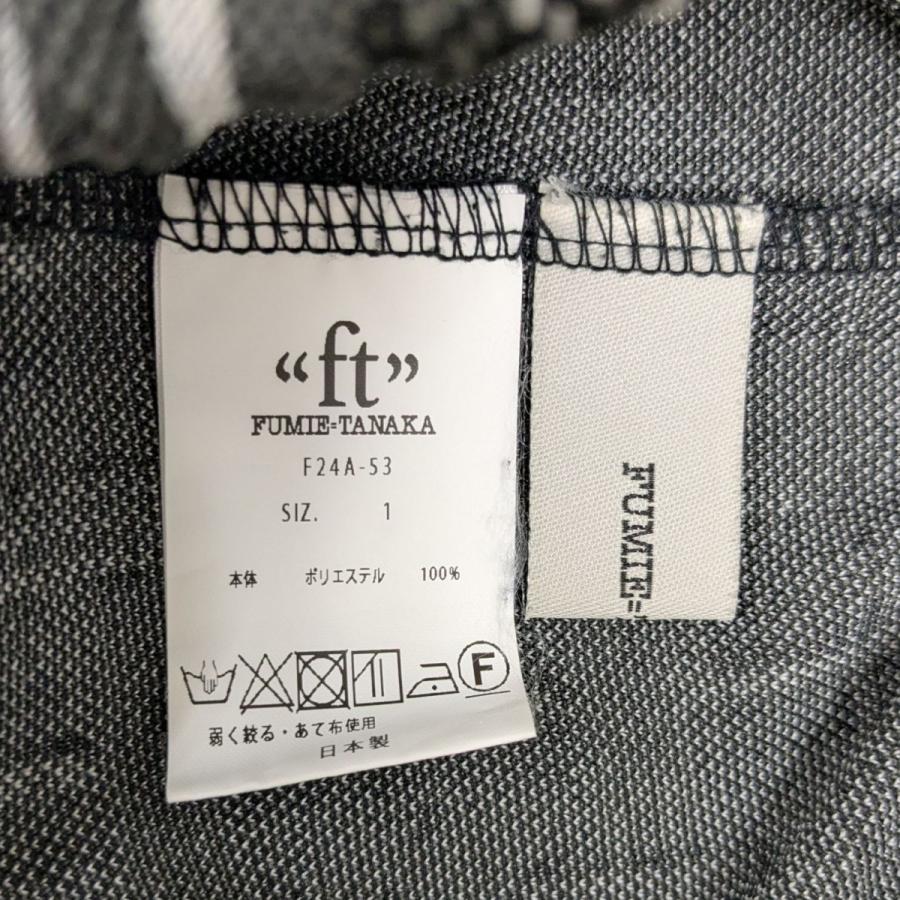 “ft”
FUMIE=TANAKA
F24A-53
SIZ. 1
本体 ポリエステル 100%
F
弱く絞る・あて布使用
日本製
FUMIE=